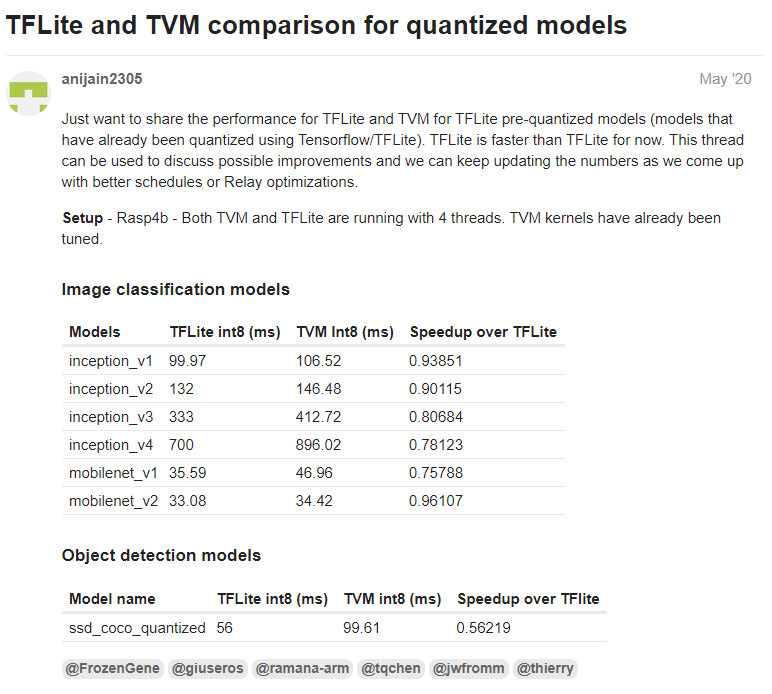 TFLite and TVM comparison for quantized models
anijain2305 May '20
Just want to share the performance for TFLite and TVM for TFLite pre-quantized models (models that
have already been quantized using Tensorflow/TFLite). TFLite is faster than TFLite for now. This thread
can be used to discuss possible improvements and we can keep updating the numbers as we come up
with better schedules or Relay optimizations.
Setup - Rasp4b - Both TVM and TFLite are running with 4 threads. TVM kernels have already been
tuned.
Image classification models
Models TFLite int8 (ms) TVM Int8 (ms) Speedup over TFLite
inception_v1 99.97 106.52 0.93851
inception_v2 132 146.48 0.90115
inception_v3 333 412.72 0.80684
inception_v4 700 896.02 0.78123
mobilenet_v1 35.59 46.96 0.75788
mobilenet_v2 33.08 34.42 0.96107
Object detection models
Model name TFLite int8 (ms) TVM int8 (ms) Speedup over TFlite
ssd_coco_quantized 56 99.61 0.56219
@FrozenGene @giuseros @ramana-arm @tqchen @jwfromm @thierry